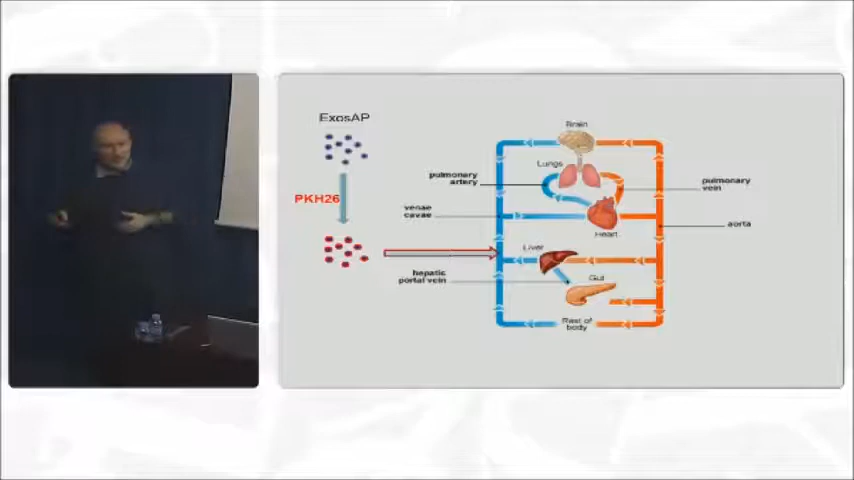 ExosAP
PKH26
Brain
Lungs
pulmonary
artery
pulmonary
vein
venae
cavae
Heart
aorta
Liver
hepatic
portal vein
Gut
Rest of
body